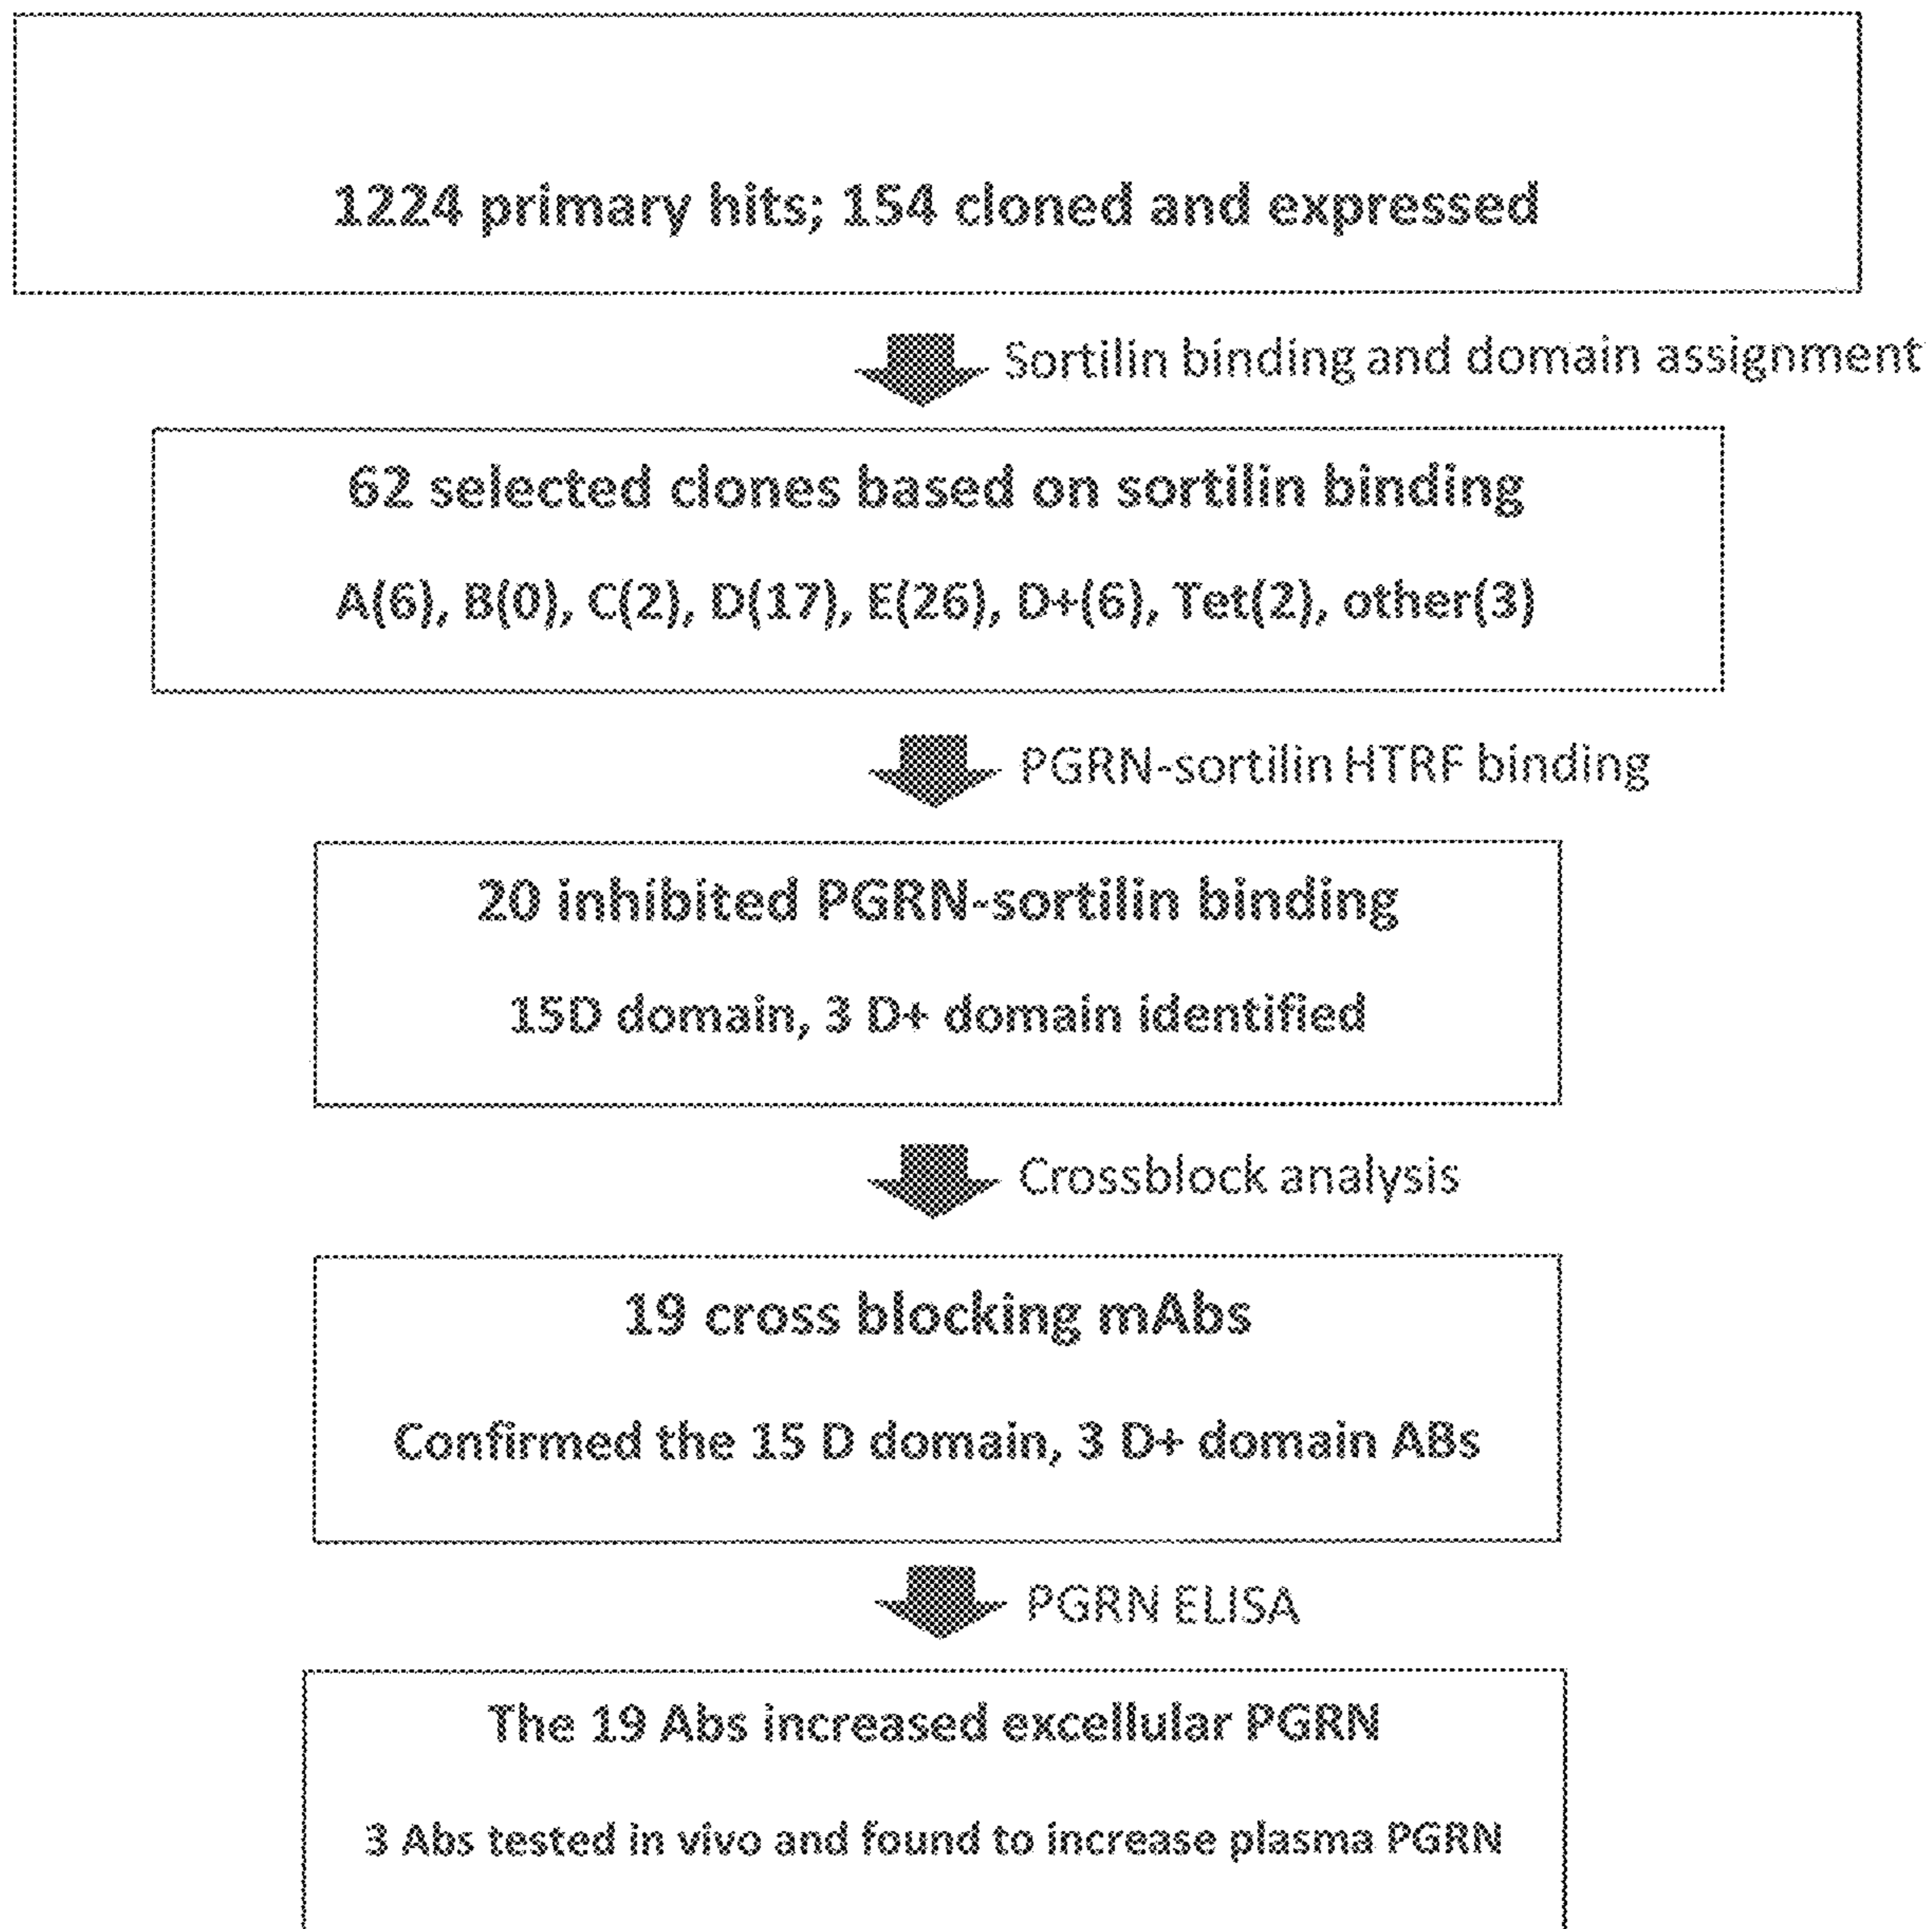 1224 primary hits; 154 cloned and expressed
Sortilin binding and domain assignment
62 selected clones based on sortilin binding
A(6), B(0), C(2), D(17), E(26), D+(6), Tet(2), other(3)
PGRN-sortilin HTRF binding
20 inhibited PGRN-sortilin binding
15D domain, 3 D+ domain identified
Crossblock analysis
19 cross blocking mAbs
Confirmed the 15 D domain, 3 D+ domain ABs
PGRN ELISA
The 19 Abs increased excellular PGRN
3 Abs tested in vivo and found to increase plasma PGRN